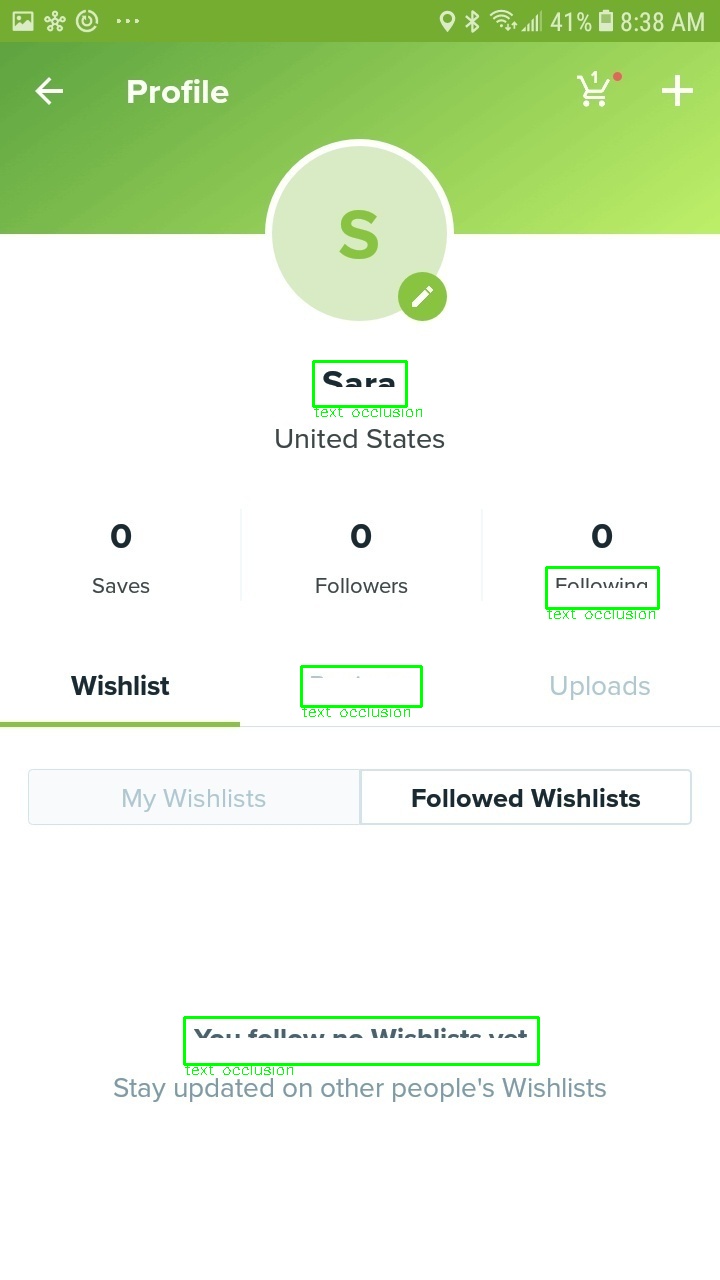 41% 8:38 AM
Profile
1
S
Sara
text occlusion
United States
0 0 0
Saves Followers Following
text occlusion
Wishlist Uploads
text occlusion
My Wishlists Followed Wishlists
You follow no Wishlists yet
text occlusion
Stay updated on other people's Wishlists